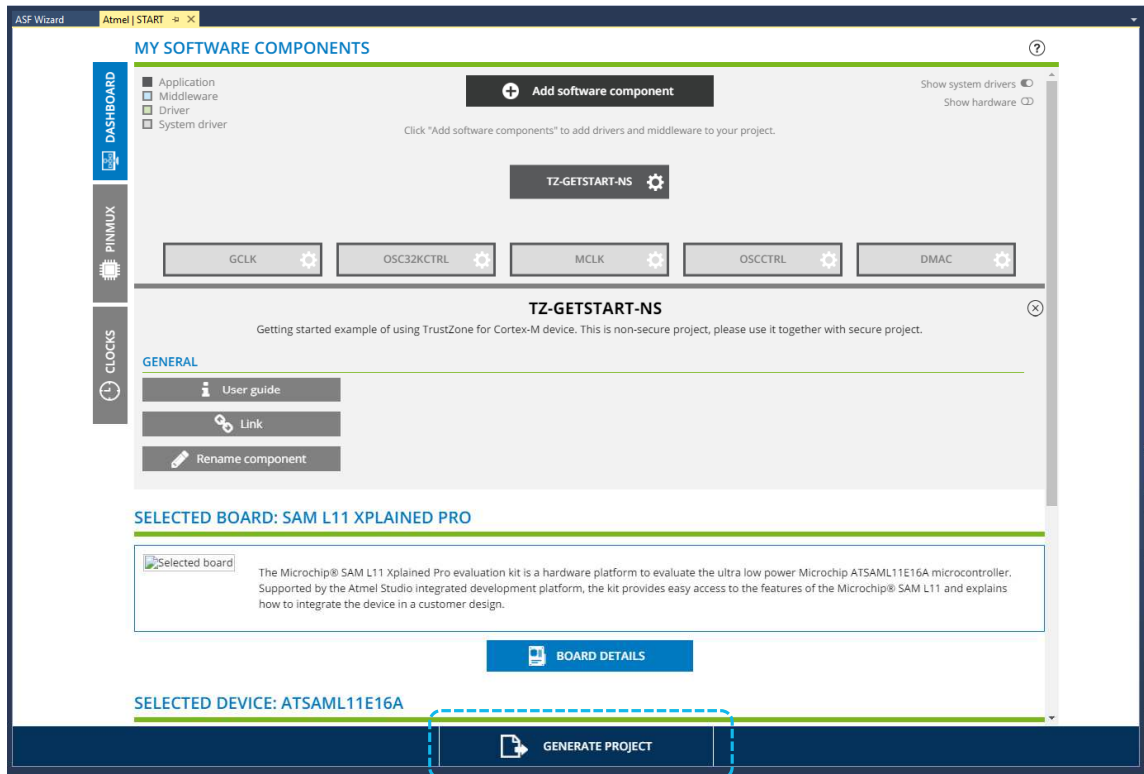 ASF Wizard
Atmel | START
MY SOFTWARE COMPONENTS
?
DASHBOARD
PINMUX
CLOCKS
Application
Middleware
Driver
System driver
Add software component
Show system drivers
Show hardware
Click "Add software components" to add drivers and middleware to your project.
TZ-GETSTART-NS
GCLK
OSC32KCTRL
MCLK
OSCCTRL
DMAC
TZ-GETSTART-NS
Getting started example of using TrustZone for Cortex-M device. This is non-secure project, please use it together with secure project.
GENERAL
User guide
Link
Rename component
SELECTED BOARD: SAM L11 XPLAINED PRO
Selected board
The Microchip® SAM L11 Xplained Pro evaluation kit is a hardware platform to evaluate the ultra low power Microchip ATSAML11E16A microcontroller.
Supported by the Atmel Studio integrated development platform, the kit provides easy access to the features of the Microchip® SAM L11 and explains
how to integrate the device in a customer design.
BOARD DETAILS
SELECTED DEVICE: ATSAML11E16A
GENERATE PROJECT